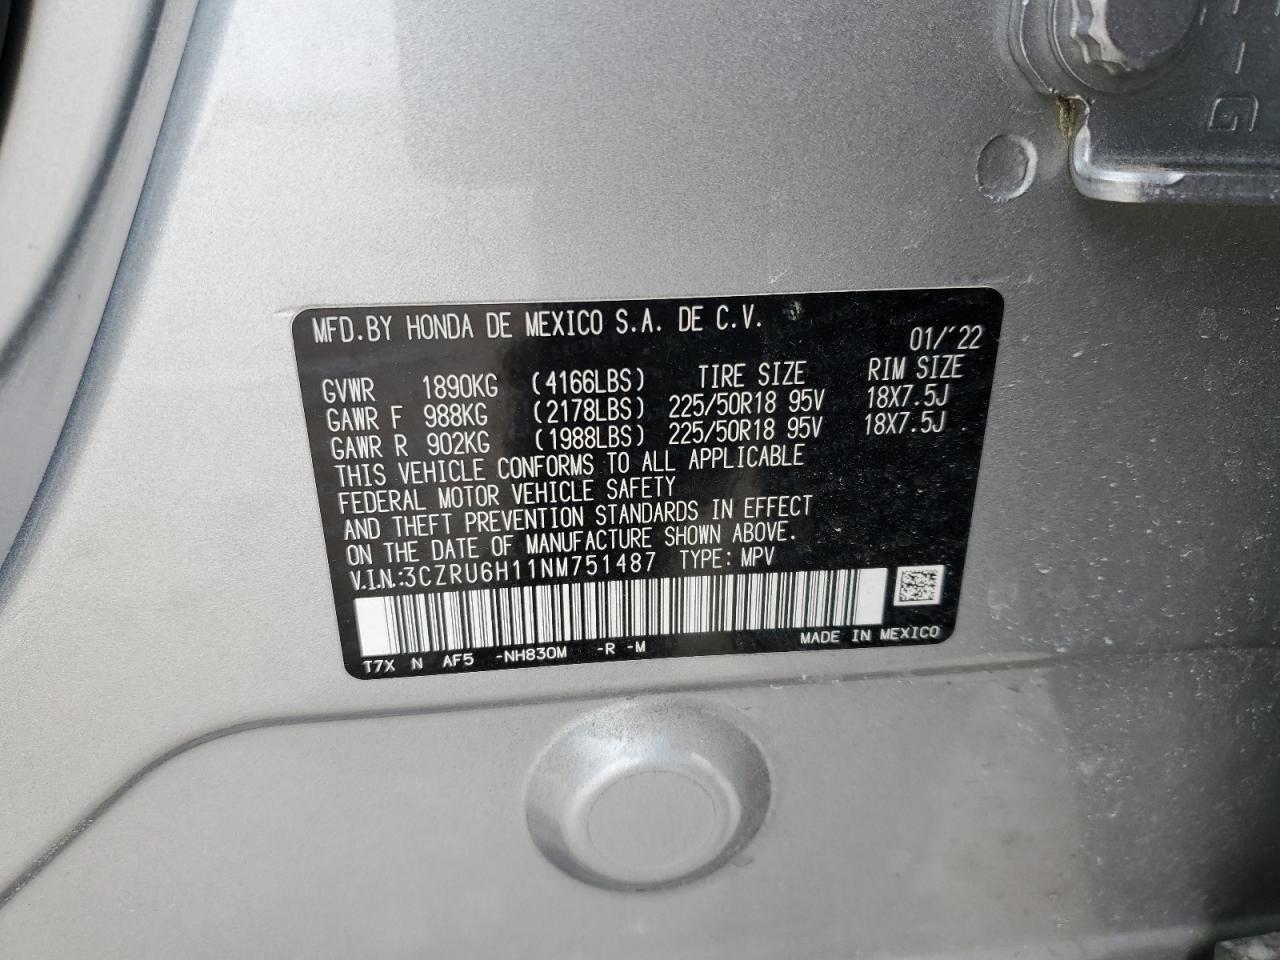 MFD.BY HONDA DE MEXICO S.A. DE C.V.
01/'22
GVWR 1890KG (4166LBS) TIRE SIZE RIM SIZE
GAWR F 988KG (2178LBS) 225/50R18 95V 18X7.5J
GAWR R 902KG (1988LBS) 225/50R18 95V 18X7.5J
THIS VEHICLE CONFORMS TO ALL APPLICABLE
FEDERAL MOTOR VEHICLE SAFETY
AND THEFT PREVENTION STANDARDS IN EFFECT
ON THE DATE OF MANUFACTURE SHOWN ABOVE.
V.I.N.:3CZRU6H11NM751487 TYPE: MPV
T7X N AF5 -NH830M -R -M MADE IN MEXICO